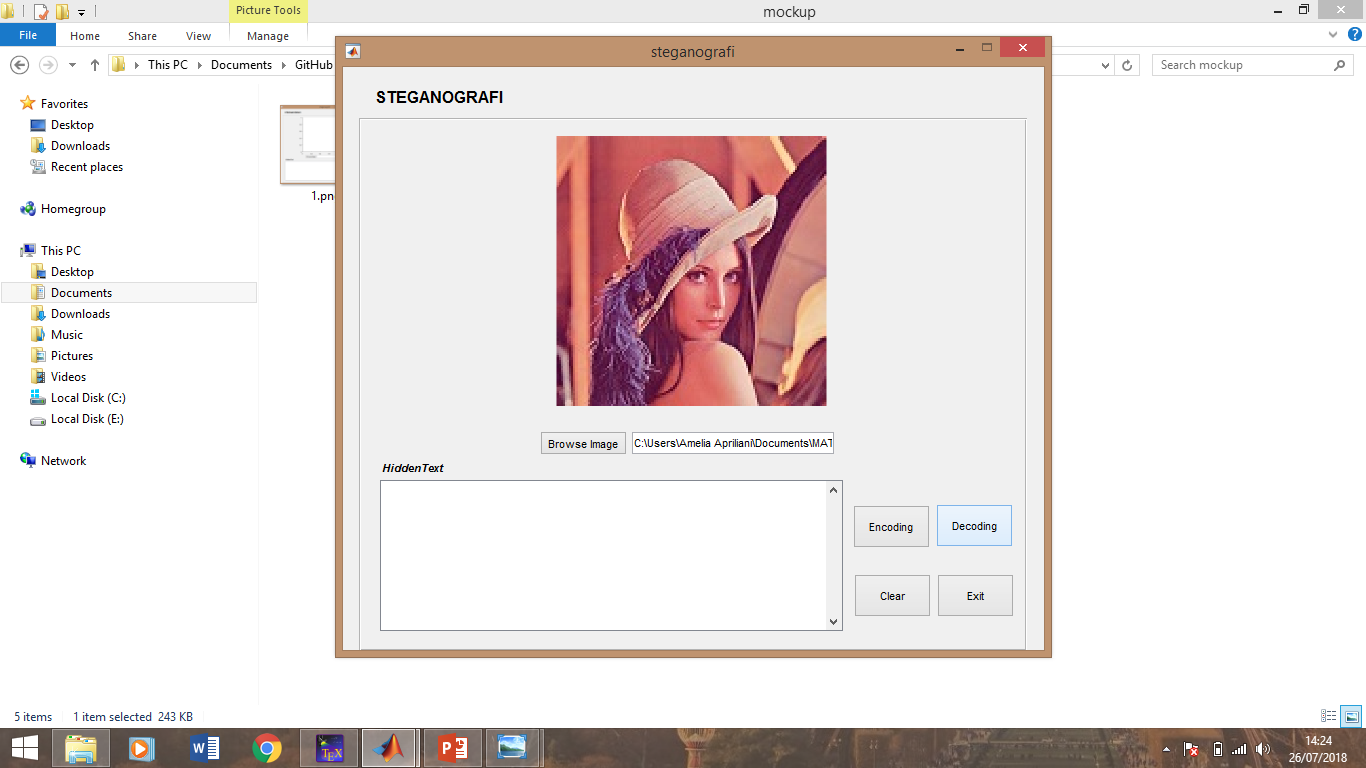 Picture Tools
mockup
File
Home
Share
View
Manage
This PC
Documents
GitHub
Search mockup
Favorites
Desktop
Downloads
Recent places
Homegroup
This PC
Desktop
Documents
Downloads
Music
Pictures
Videos
Local Disk (C:)
Local Disk (E:)
Network
1.pn
steganografi
STEGANOGRAFI
Browse Image
C:\Users\Amelia Apriliani\Documents\MAT
HiddenText
Encoding
Decoding
Clear
Exit
5 items
1 item selected 243 KB
14:24
26/07/2018